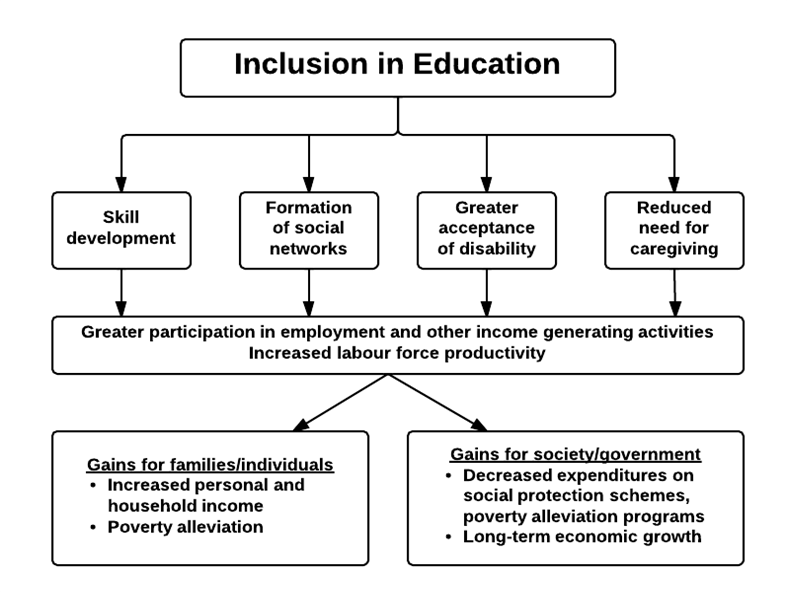 Inclusion in Education
Skill
development
Formation
of social
networks
Greater
acceptance
of disability
Reduced
need for
caregiving
Greater participation in employment and other income generating activities
Increased labour force productivity
Gains for families/individuals
• Increased personal and
household income
• Poverty alleviation
Gains for society/government
• Decreased expenditures on
social protection schemes,
poverty alleviation programs
• Long-term economic growth